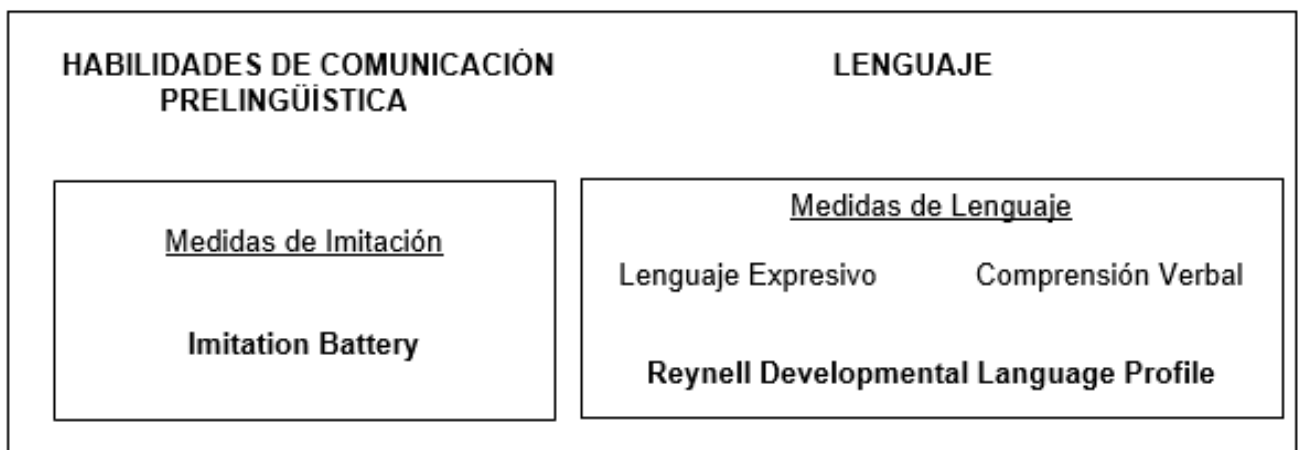 HABILIDADES DE COMUNICACIÓN
PRELINGÜÍSTICA
LENGUAJE
Medidas de Imitación
Imitation Battery
Medidas de Lenguaje
Lenguaje Expresivo Comprensión Verbal
Reynell Developmental Language Profile